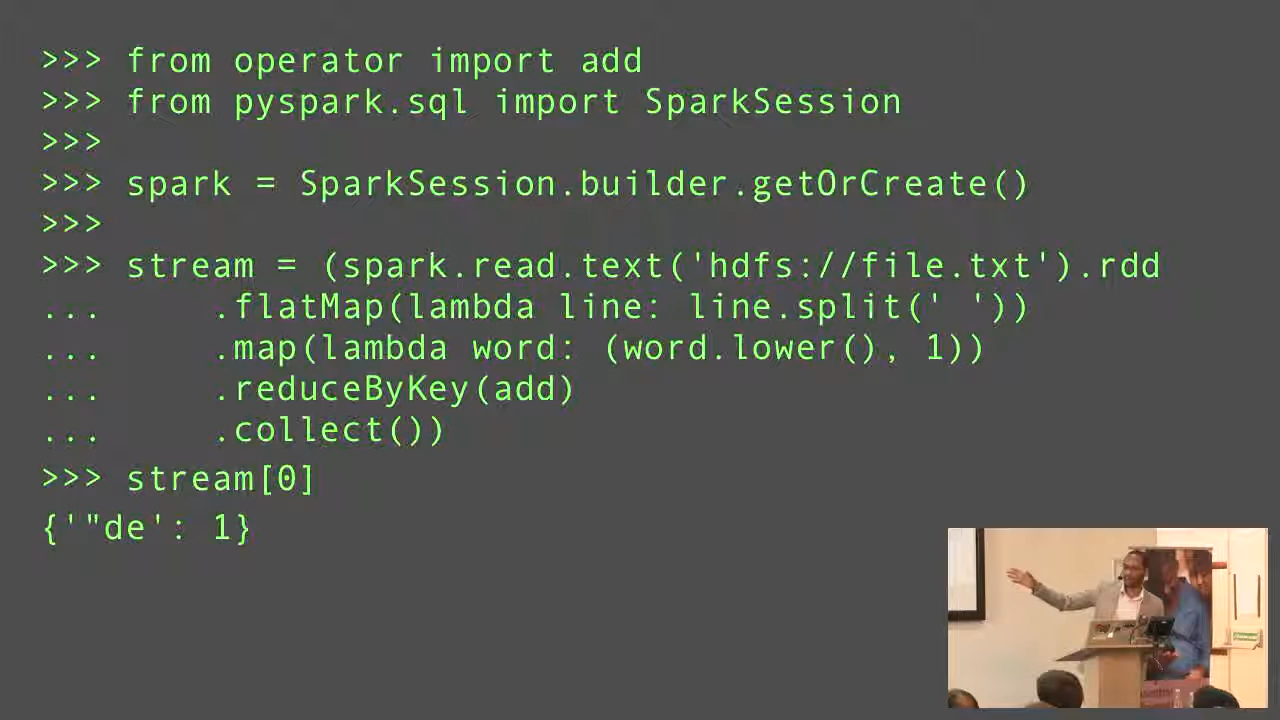 >>> from operator import add
>>> from pyspark.sql import SparkSession
>>>
>>> spark = SparkSession.builder.getOrCreate()
>>>
>>> stream = (spark.read.text('hdfs://file.txt').rdd
...     .flatMap(lambda line: line.split(' '))
...     .map(lambda word: (word.lower(), 1))
...     .reduceByKey(add)
...     .collect())
>>> stream[0]
{'"de': 1}